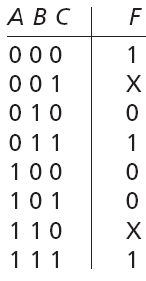 A B C F
0 0 0 1
0 0 1 X
0 1 0 0
0 1 1 1
1 0 0 0
1 0 1 0
1 1 0 X
1 1 1 1